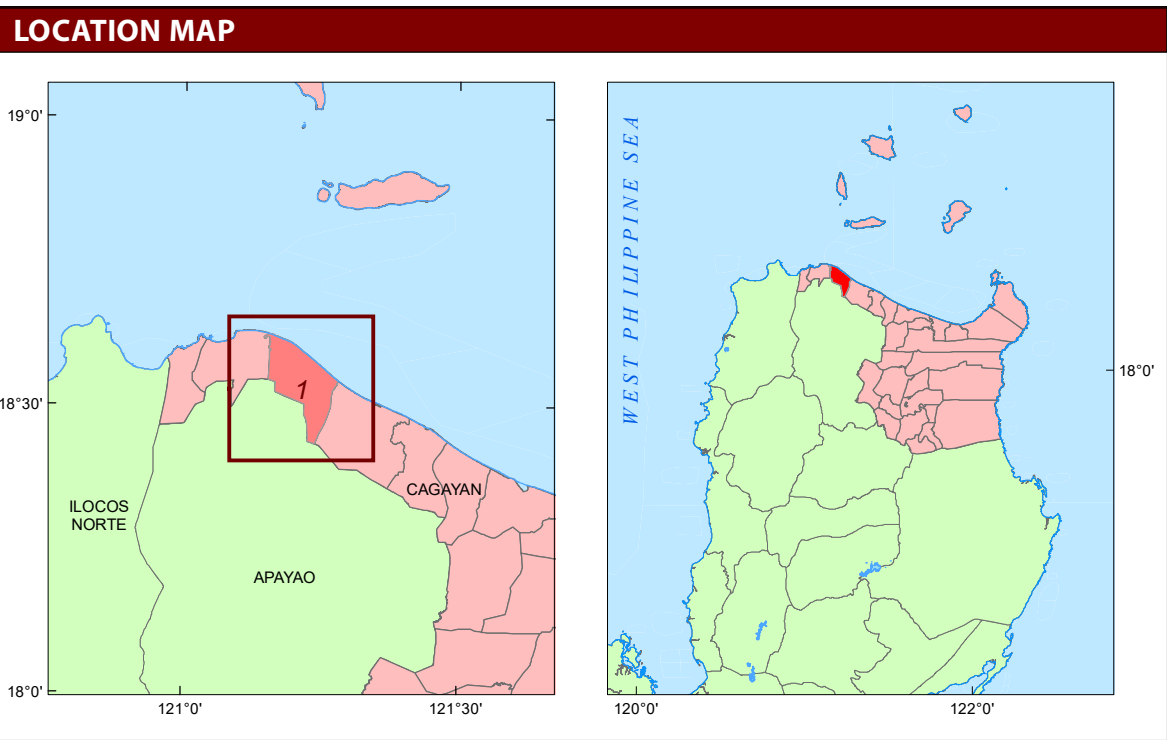 LOCATION MAP
19°0'
18°30'
18°0'
121°0'
121°30'
1
ILOCOS
NORTE
APAYAO
CAGAYAN
WEST PHILIPPINE SEA
18°0'
120°0'
122°0'